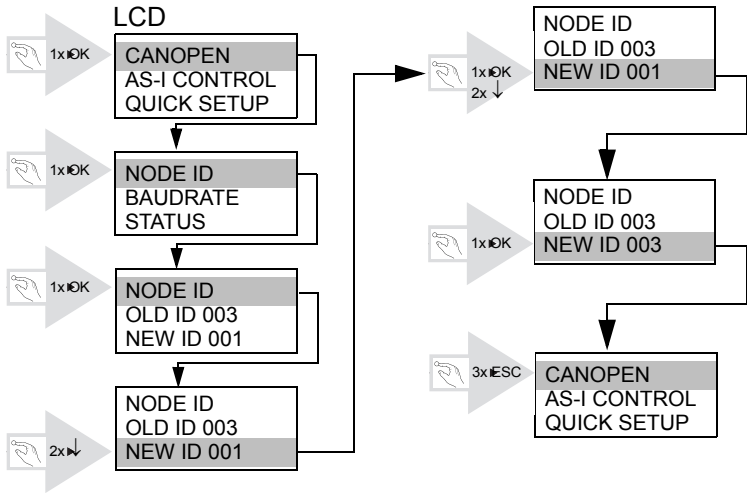 LCD
1x OK
CANOPEN
AS-I CONTROL
QUICK SETUP
1x OK
NODE ID
BAUDRATE
STATUS
1x OK
NODE ID
OLD ID 003
NEW ID 001
2x ↓
NODE ID
OLD ID 003
NEW ID 001
1x OK
2x ↓
NODE ID
OLD ID 003
NEW ID 001
1x OK
NODE ID
OLD ID 003
NEW ID 003
3x ESC
CANOPEN
AS-I CONTROL
QUICK SETUP